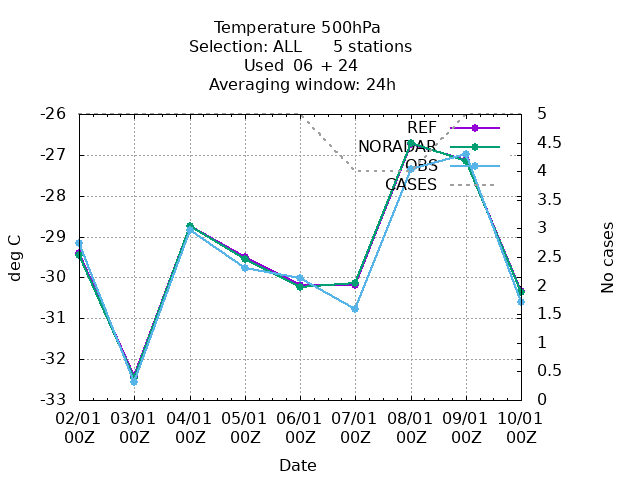 Temperature 500hPa
Selection: ALL 5 stations
Used 06 + 24
Averaging window: 24h
-26
-27
-28
-29
-30
-31
-32
-33
deg C
5
4.5
4
3.5
3
2.5
2
1.5
1
0.5
0
No cases
REF
NORADAR
OBS
CASES
02/01 03/01 04/01 05/01 06/01 07/01 08/01 09/01 10/01
00Z 00Z 00Z 00Z 00Z 00Z 00Z 00Z 00Z
Date